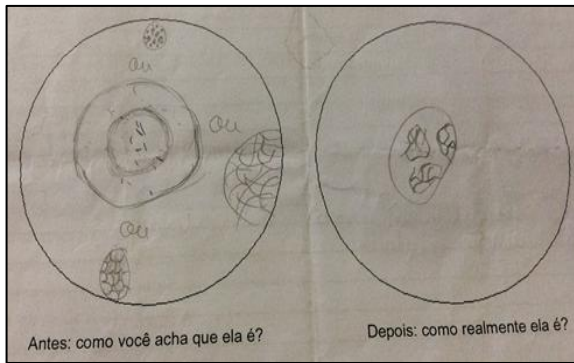 ou
ou
ou
Antes: como você acha que ela é?
Depois: como realmente ela é?